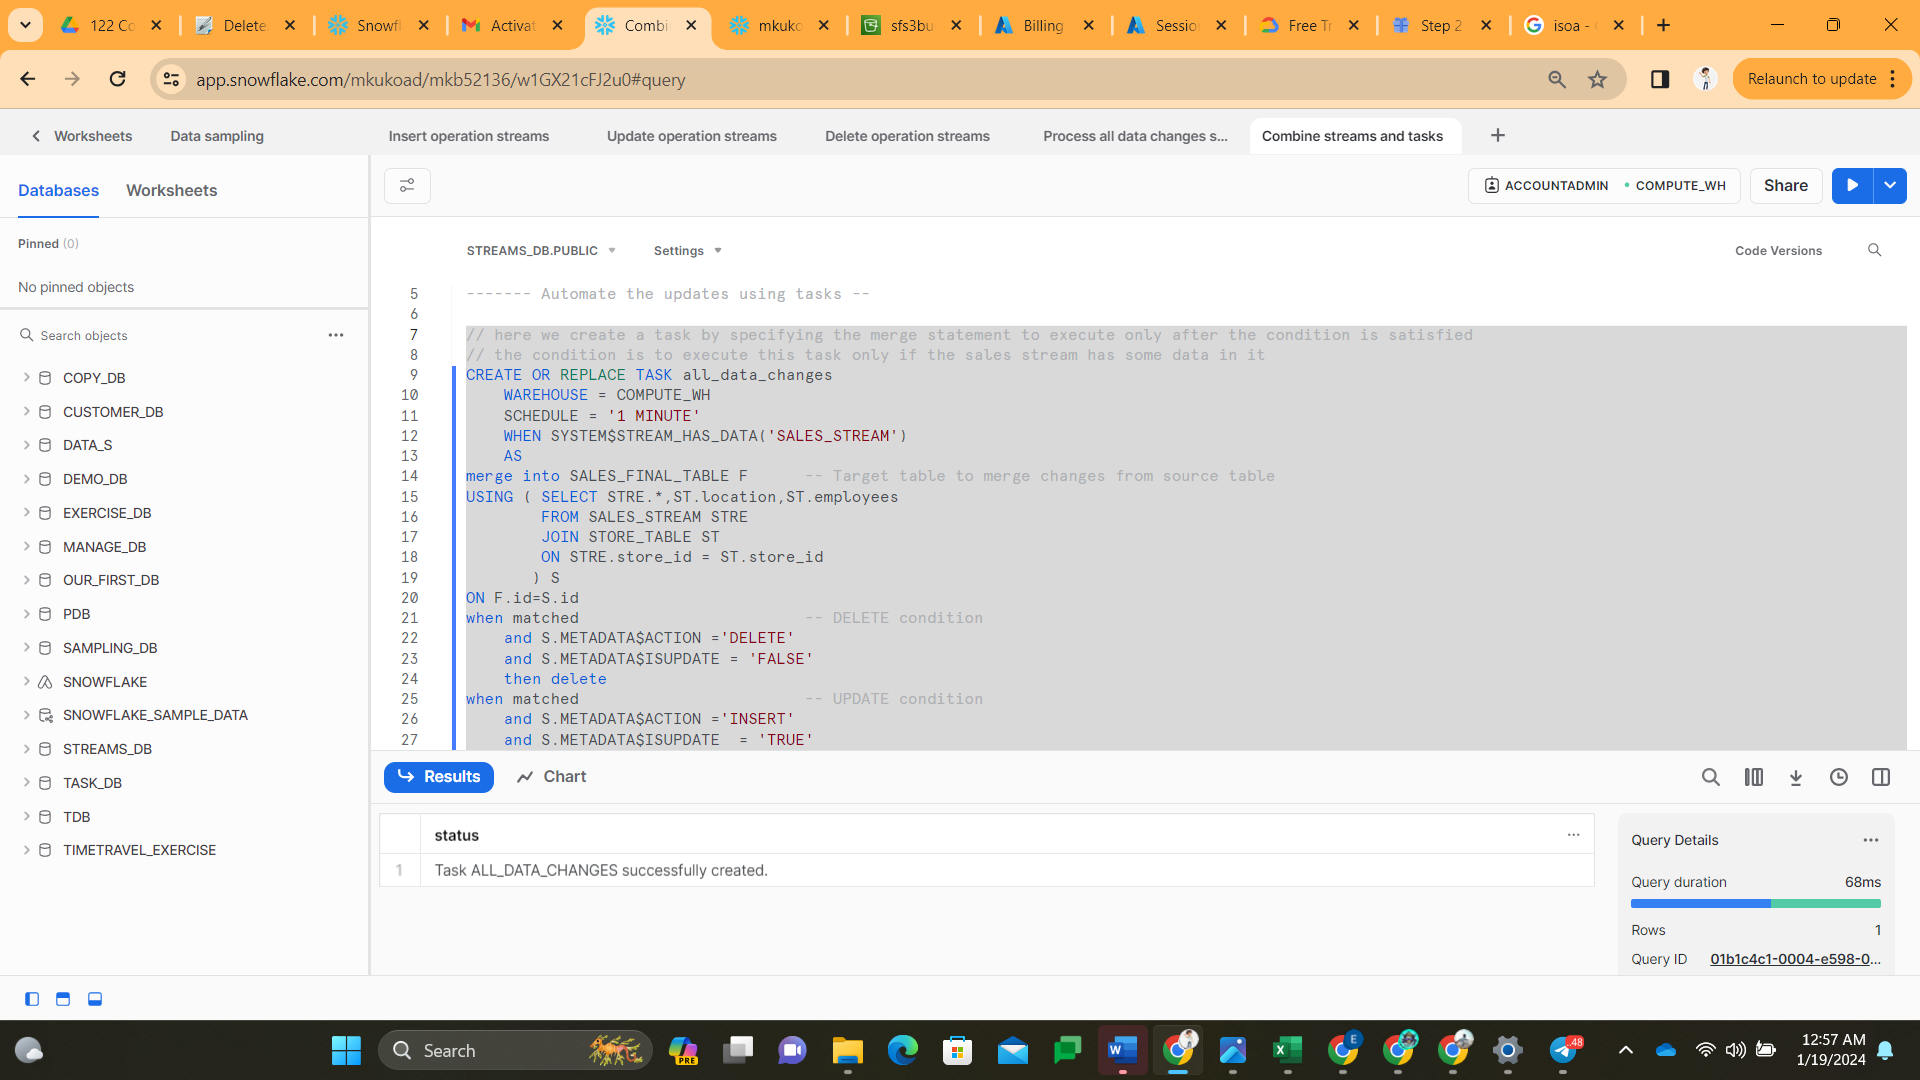 122 Co
Delete
Snowfl
Activat
Combi
mkuko
sfs3bu
Billing
Sessio
Free Tr
Step 2
isoa -
app.snowflake.com/mkukoad/mkb52136/w1GX21cFJ2u0#query
Relaunch to update
Worksheets
Data sampling
Insert operation streams
Update operation streams
Delete operation streams
Process all data changes s...
Combine streams and tasks
Databases
Worksheets
ACCOUNTADMIN
COMPUTE_WH
Share
Pinned (0)
No pinned objects
Search objects
COPY_DB
CUSTOMER_DB
DATA_S
DEMO_DB
EXERCISE_DB
MANAGE_DB
OUR_FIRST_DB
PDB
SAMPLING_DB
SNOWFLAKE
SNOWFLAKE_SAMPLE_DATA
STREAMS_DB
TASK_DB
TDB
TIMETRAVEL_EXERCISE
STREAMS_DB.PUBLIC
Settings
Code Versions
5 ------- Automate the updates using tasks --
6
7 // here we create a task by specifying the merge statement to execute only after the condition is satisfied
8 // the condition is to execute this task only if the sales stream has some data in it
9 CREATE OR REPLACE TASK all_data_changes
10 WAREHOUSE = COMPUTE_WH
11 SCHEDULE = '1 MINUTE'
12 WHEN SYSTEM$STREAM_HAS_DATA('SALES_STREAM')
13 AS
14 merge into SALES_FINAL_TABLE F -- Target table to merge changes from source table
15 USING ( SELECT STRE.*,ST.location,ST.employees
16 FROM SALES_STREAM STRE
17 JOIN STORE_TABLE ST
18 ON STRE.store_id = ST.store_id
19 ) S
20 ON F.id=S.id
21 when matched -- DELETE condition
22 and S.METADATA$ACTION ='DELETE'
23 and S.METADATA$ISUPDATE = 'FALSE'
24 then delete
25 when matched -- UPDATE condition
26 and S.METADATA$ACTION ='INSERT'
27 and S.METADATA$ISUPDATE = 'TRUE'
Results
Chart
status
1 Task ALL_DATA_CHANGES successfully created.
Query Details
Query duration 68ms
Rows 1
Query ID 01b1c4c1-0004-e598-0...
Search
PRE
E
48
12:57 AM
1/19/2024